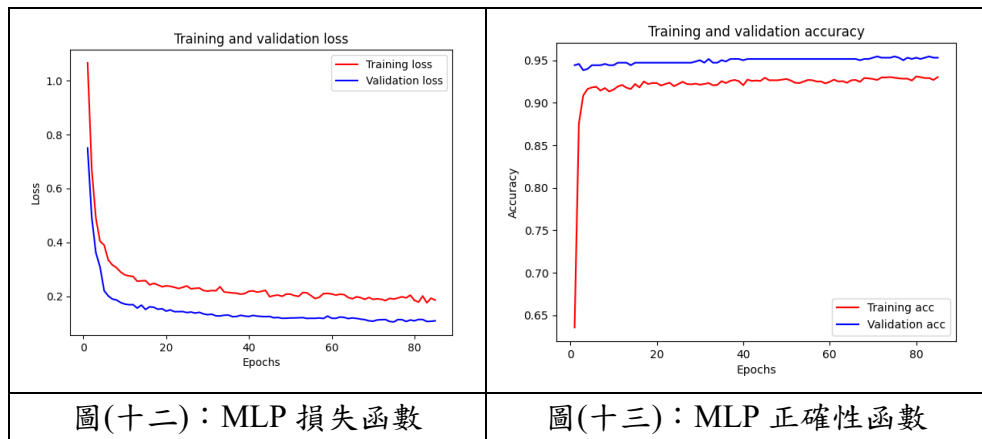 Training and validation loss
Training loss
Validation loss
1.0
0.8
0.6
0.4
0.2
Loss
0
20
40
60
80
Epochs
Training and validation accuracy
0.95
0.90
0.85
0.80
0.75
0.70
0.65
Accuracy
Training acc
Validation acc
0
20
40
60
80
Epochs
圖(十二)：MLP 損失函數
圖(十三)：MLP 正確性函數